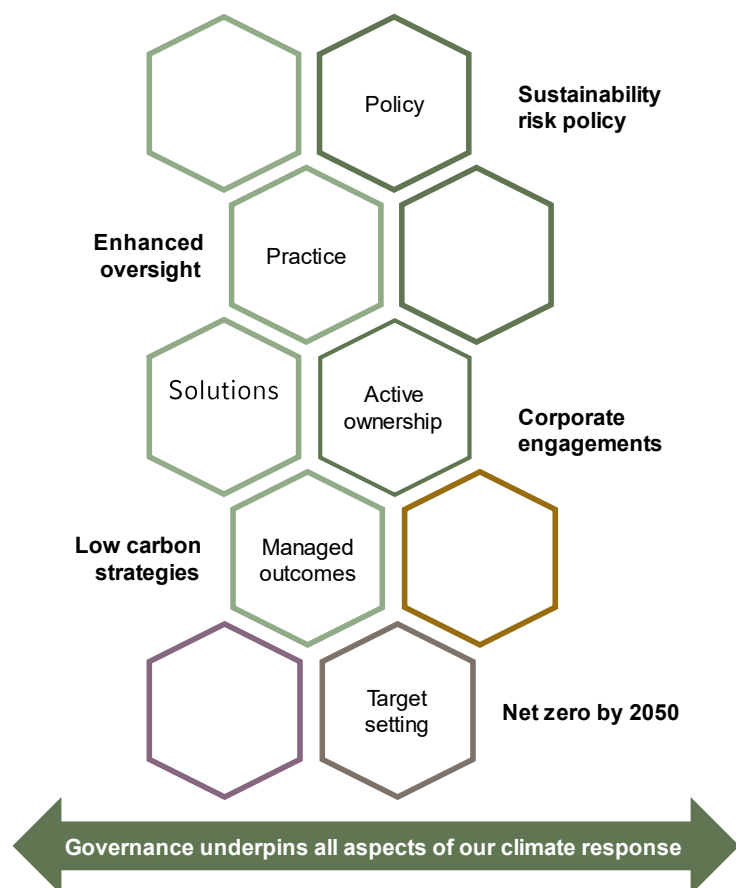 Policy
Sustainability
risk policy
Enhanced
oversight
Practice
Solutions
Active
ownership
Corporate
engagements
Low carbon
strategies
Managed
outcomes
Target
setting
Net zero by 2050
Governance underpins all aspects of our climate response